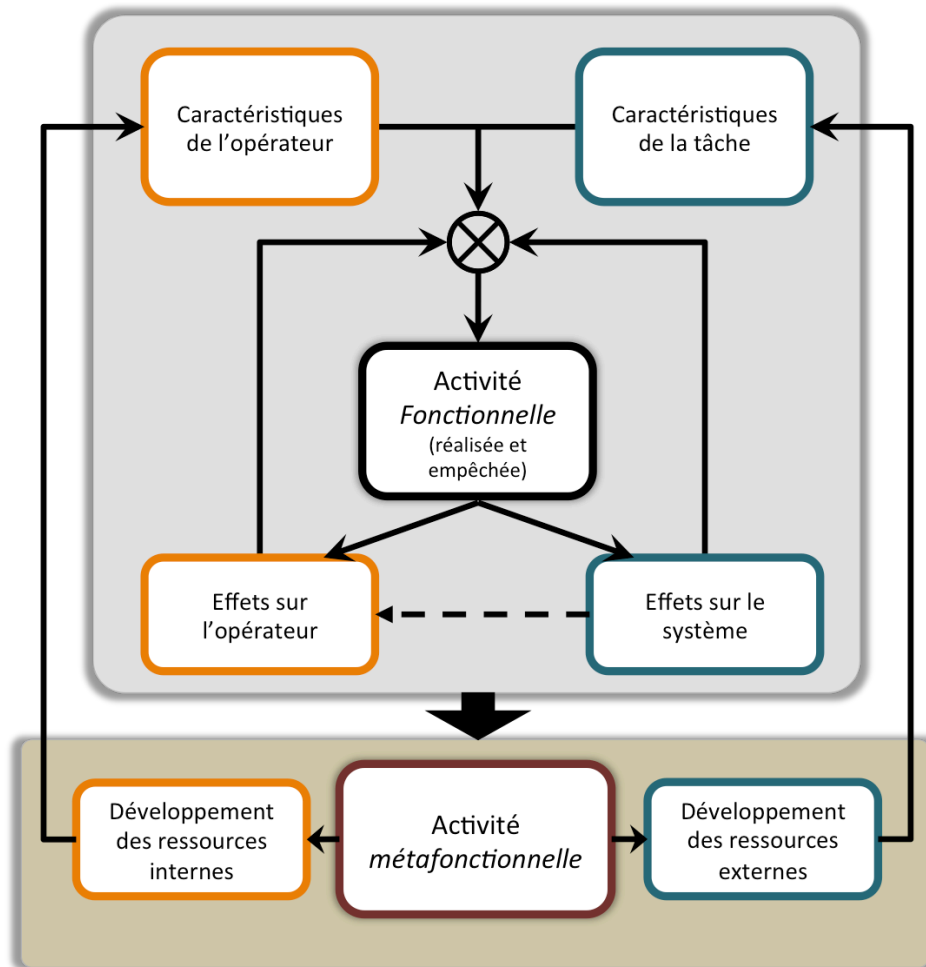 Caractéristiques
de l’opérateur
Caractéristiques
de la tâche
Activité
Fonctionnelle
(réalisée et
empêchée)
Effets sur
l’opérateur
Effets sur le
système
Développement
des ressources
internes
Activité
métafonctionnelle
Développement
des ressources
externes